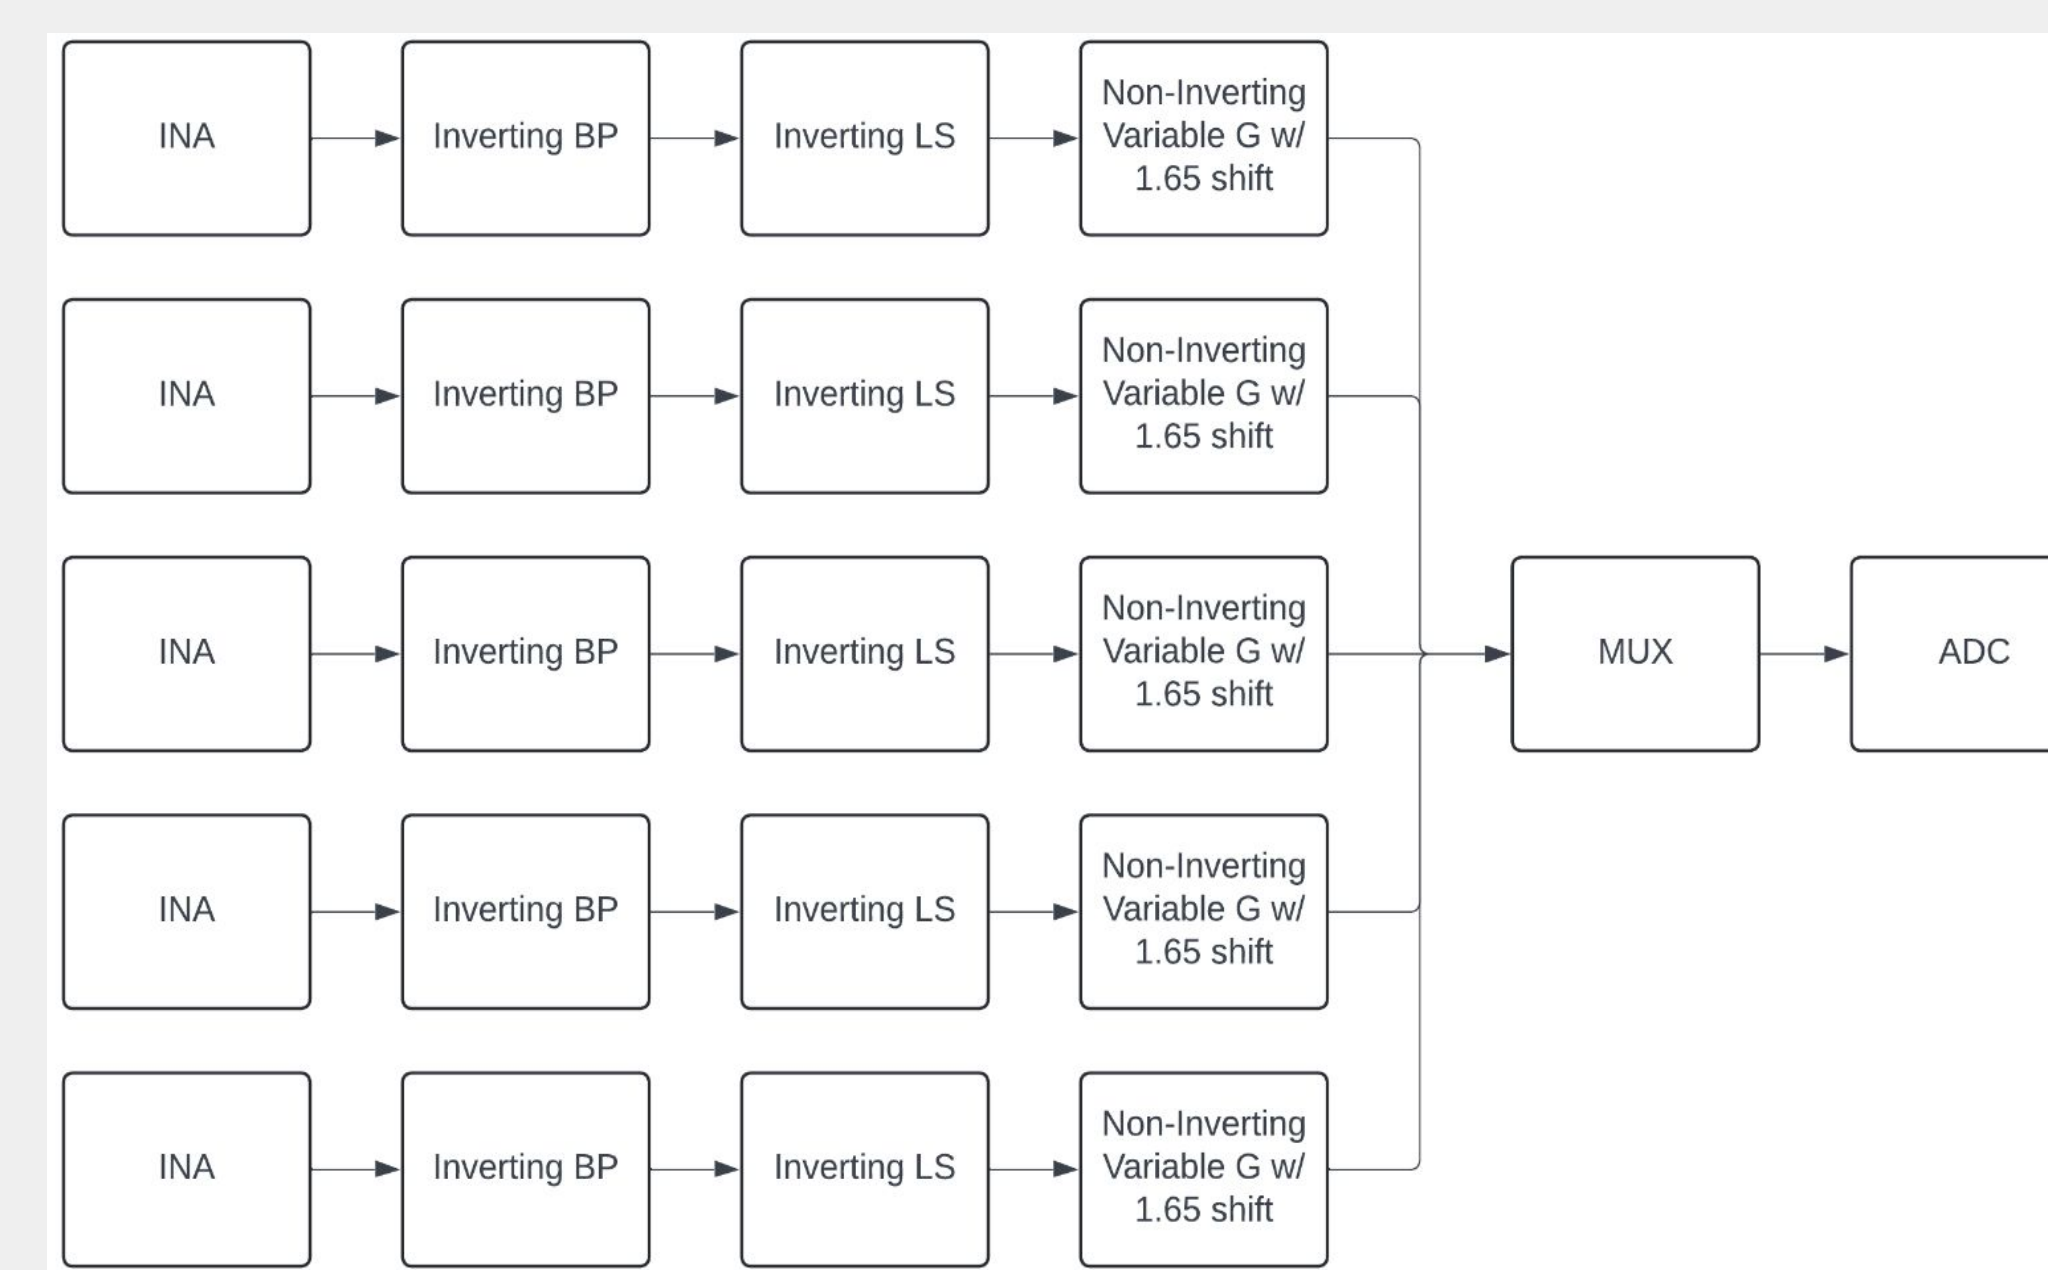 INA
Inverting BP
Inverting LS
Non-Inverting
Variable G w/
1.65 shift
INA
Inverting BP
Inverting LS
Non-Inverting
Variable G w/
1.65 shift
INA
Inverting BP
Inverting LS
Non-Inverting
Variable G w/
1.65 shift
MUX
ADC
INA
Inverting BP
Inverting LS
Non-Inverting
Variable G w/
1.65 shift
INA
Inverting BP
Inverting LS
Non-Inverting
Variable G w/
1.65 shift